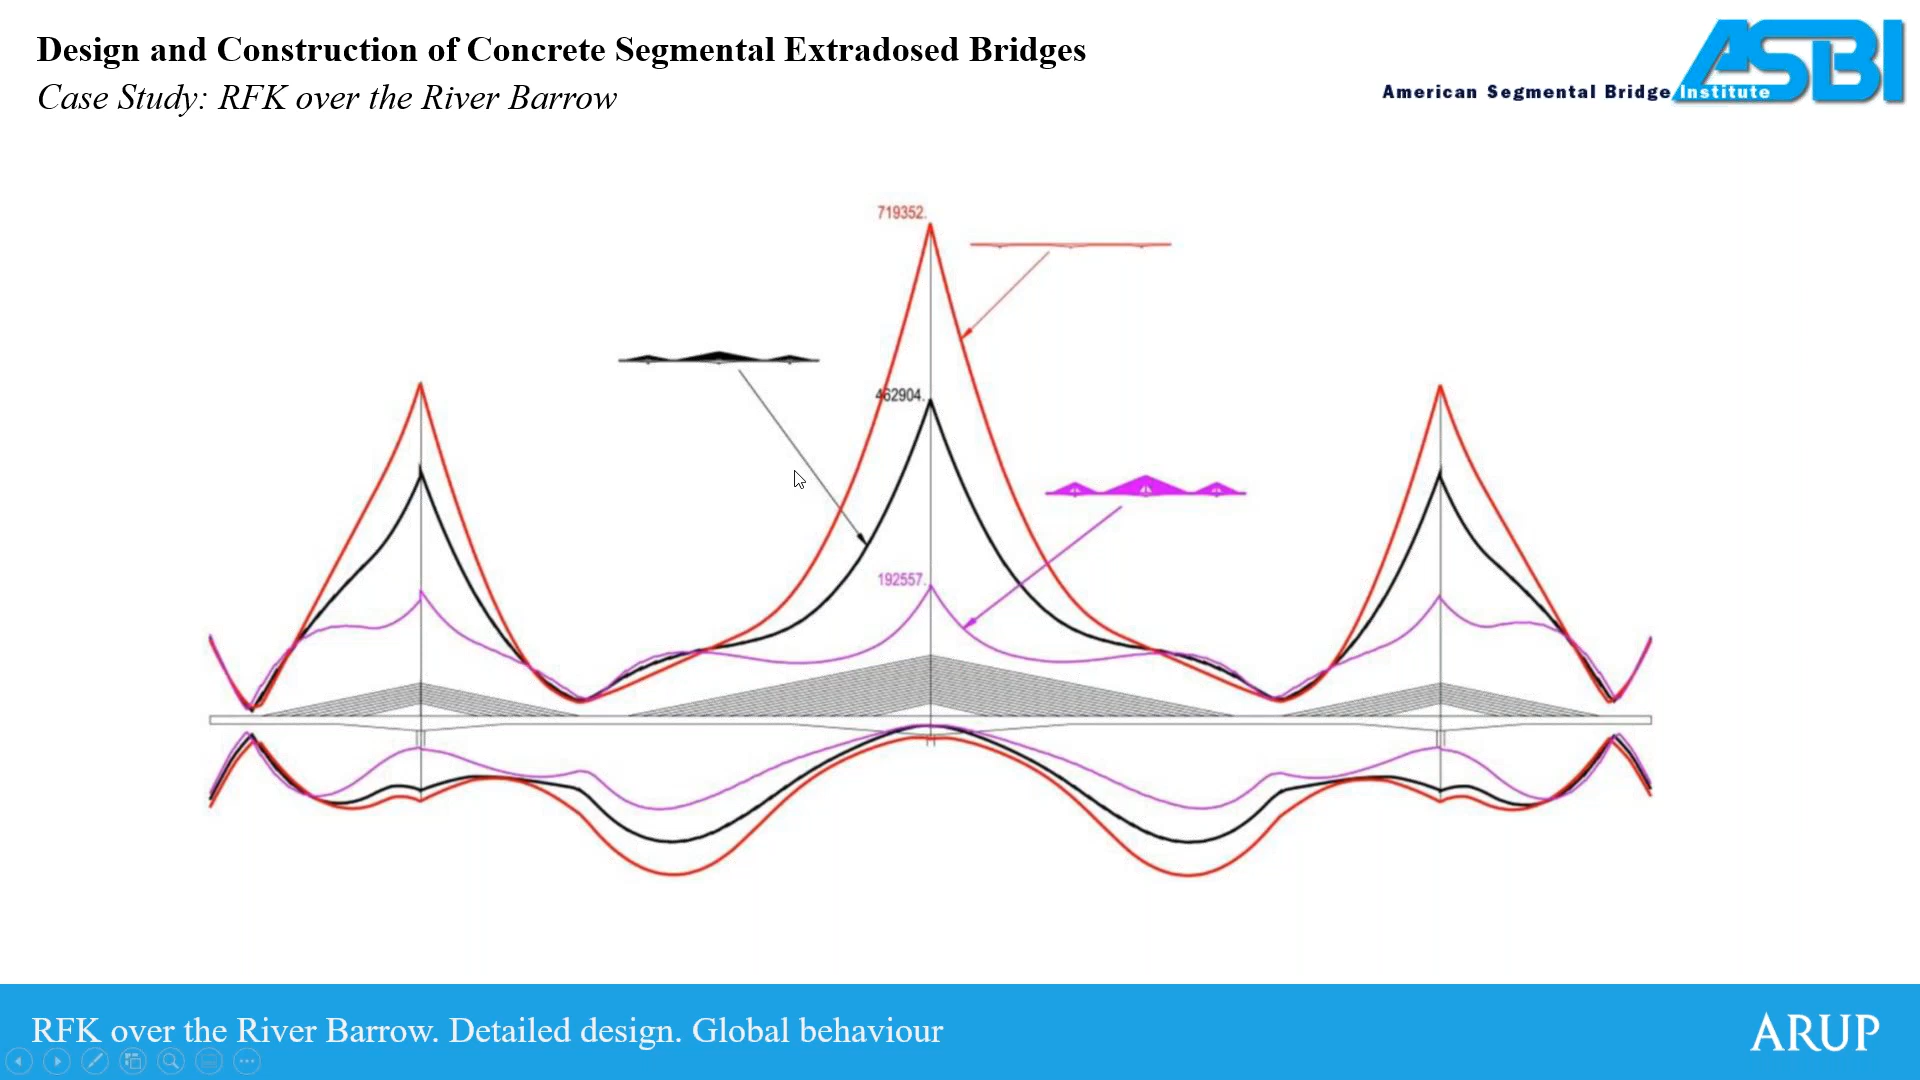 Design and Construction of Concrete Segmental Extradosed Bridges
Case Study: RFK over the River Barrow
American Segmental Bridge Institute
ASBI
719352.
462904.
192557.
RFK over the River Barrow. Detailed design. Global behaviour
ARUP